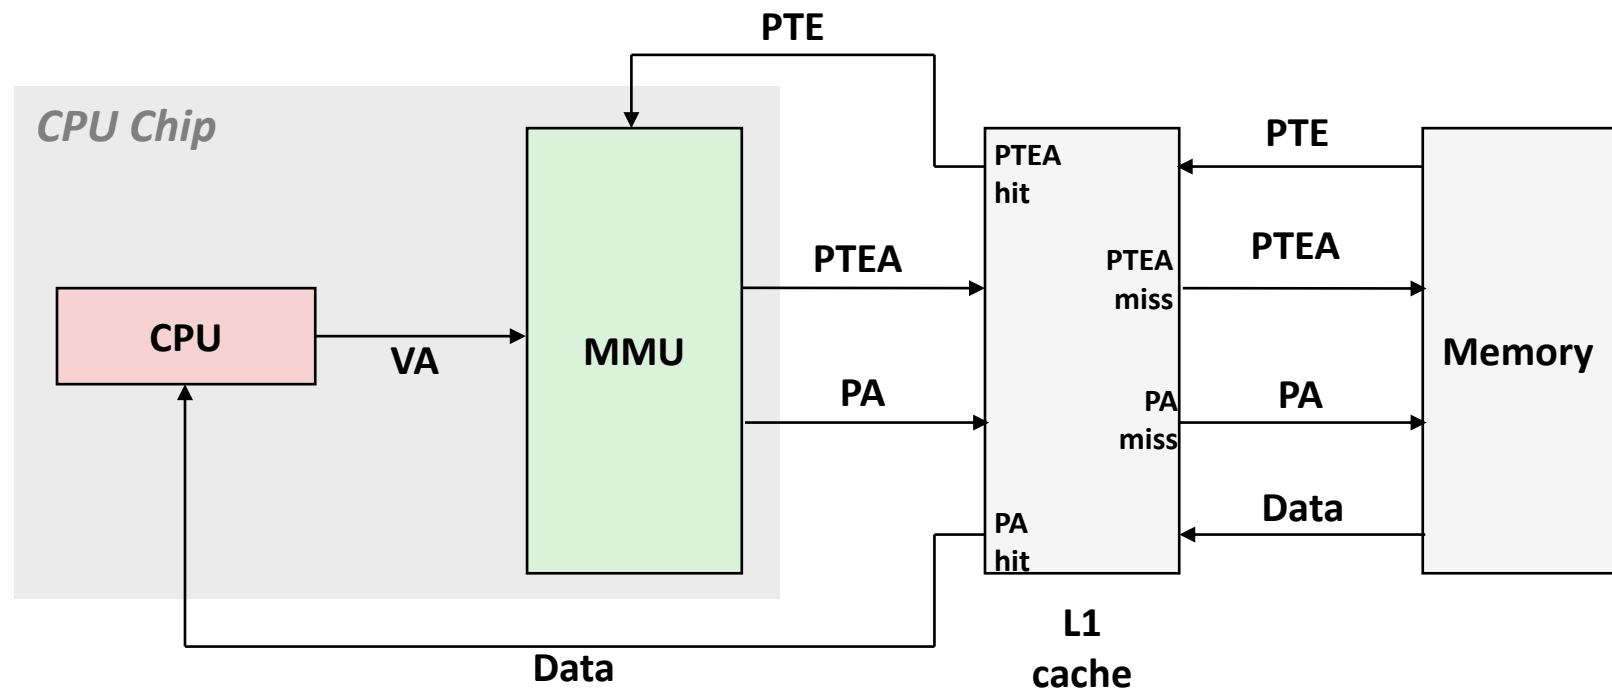 PTE
CPU Chip
PTEA
hit
PTE
PTEA
PTEA
PTEA
miss
CPU
VA
MMU
Memory
PA
PA
miss
PA
PA
hit
Data
L1
cache
Data